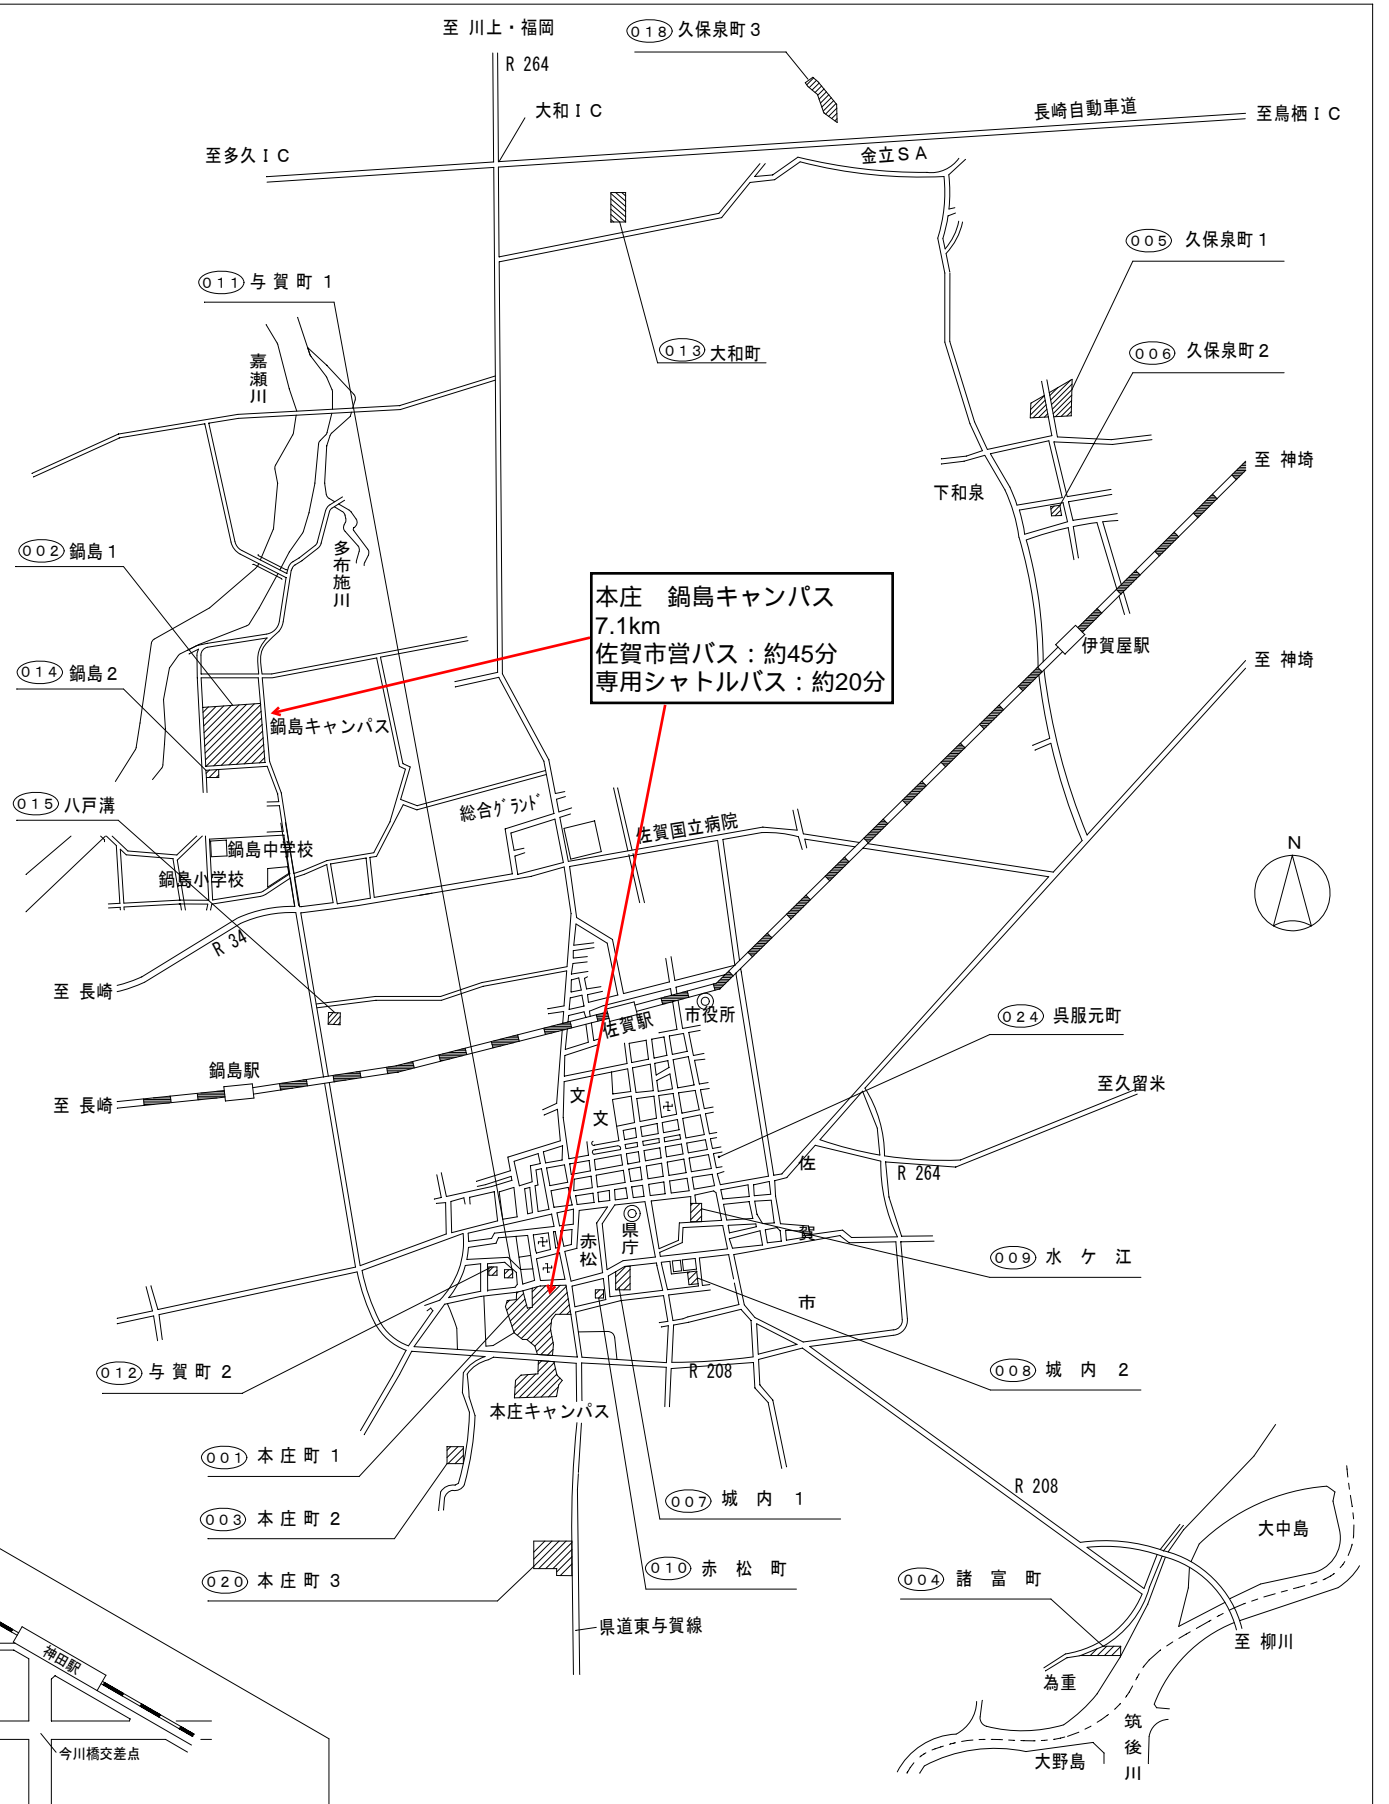 至 川上・福岡
018 久保泉町3
R 264
大和IC
長崎自動車道
至鳥栖IC
至多久IC
金立SA
005 久保泉町1
011 与賀町 1
013 大和町
006 久保泉町2
嘉瀬川
至 神埼
下和泉
002 鍋島1
多布施川
本庄 鍋島キャンパス
7.1km
佐賀市営バス：約45分
専用シャトルバス：約20分
伊賀屋駅
至 神埼
014 鍋島2
鍋島キャンパス
015 八戸溝
総合グランド
佐賀国立病院
N
鍋島中学校
鍋島小学校
R 34
至 長崎
市役所
佐賀駅
024 呉服元町
鍋島駅
至 長崎
至久留米
文
文
卍
佐
R 264
賀
県庁
赤松
卍
卍
009 水ケ江
市
012 与賀町 2
R 208
008 城内 2
本庄キャンパス
001 本庄町 1
R 208
007 城内 1
003 本庄町 2
大中島
010 赤松町
020 本庄町 3
004 諸富町
県道東与賀線
至 柳川
神田駅
為重
筑後川
今川橋交差点
大野島